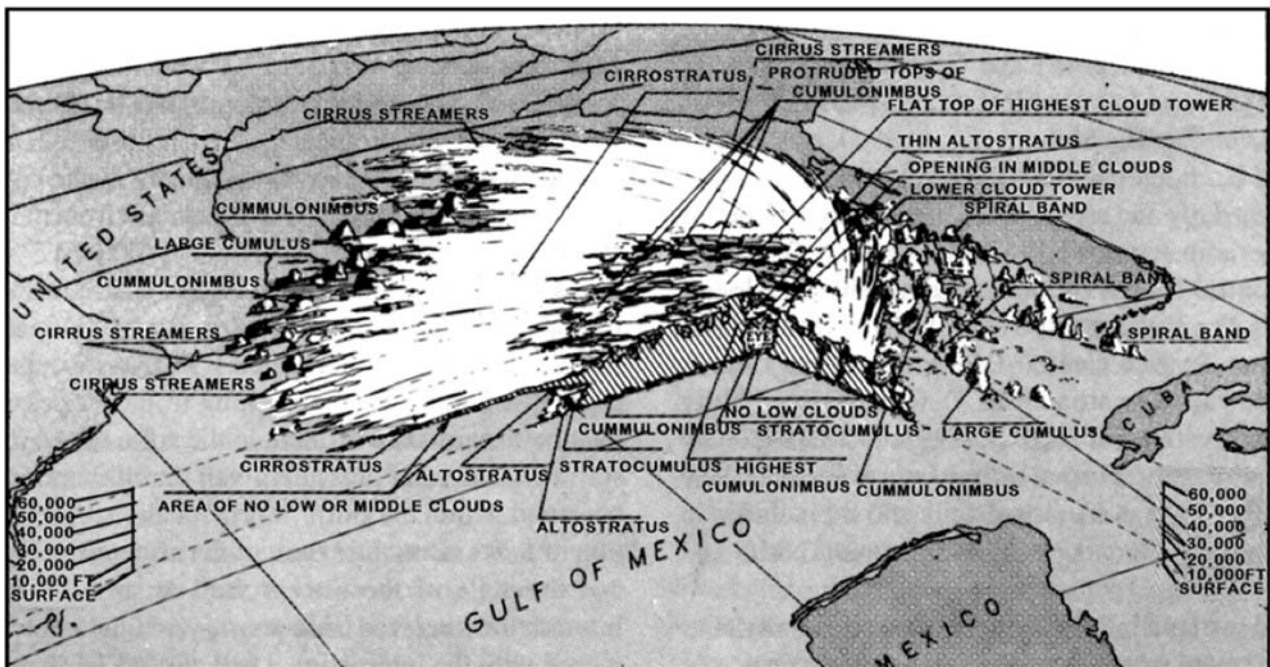 CIRRUS STREAMERS
CIRROSTRATUS
PROTRUDED TOPS OF
CUMULONIMBUS
CIRRUS STREAMERS
FLAT TOP OF HIGHEST CLOUD TOWER
THIN ALTOSTRATUS
OPENING IN MIDDLE CLOUDS
LOWER CLOUD TOWER
SPIRAL BAND
UNITED STATES
CUMMULONIMBUS
LARGE CUMULUS
CUMMULONIMBUS
SPIRAL BAND
CIRRUS STREAMERS
SPIRAL BAND
CIRRUS STREAMERS
EYE
CUBA
NO LOW CLOUDS
CUMMULONIMBUS
STRATOCUMULUS
LARGE CUMULUS
CIRROSTRATUS
ALTOSTRATUS
STRATOCUMULUS
HIGHEST
CUMULONIMBUS
CUMMULONIMBUS
AREA OF NO LOW OR MIDDLE CLOUDS
ALTOSTRATUS
60,000
50,000
40,000
30,000
20,000
10,000 FT
SURFACE
60,000
50,000
40,000
30,000
20,000
10,000FT
SURFACE
GULF OF MEXICO
MEXICO